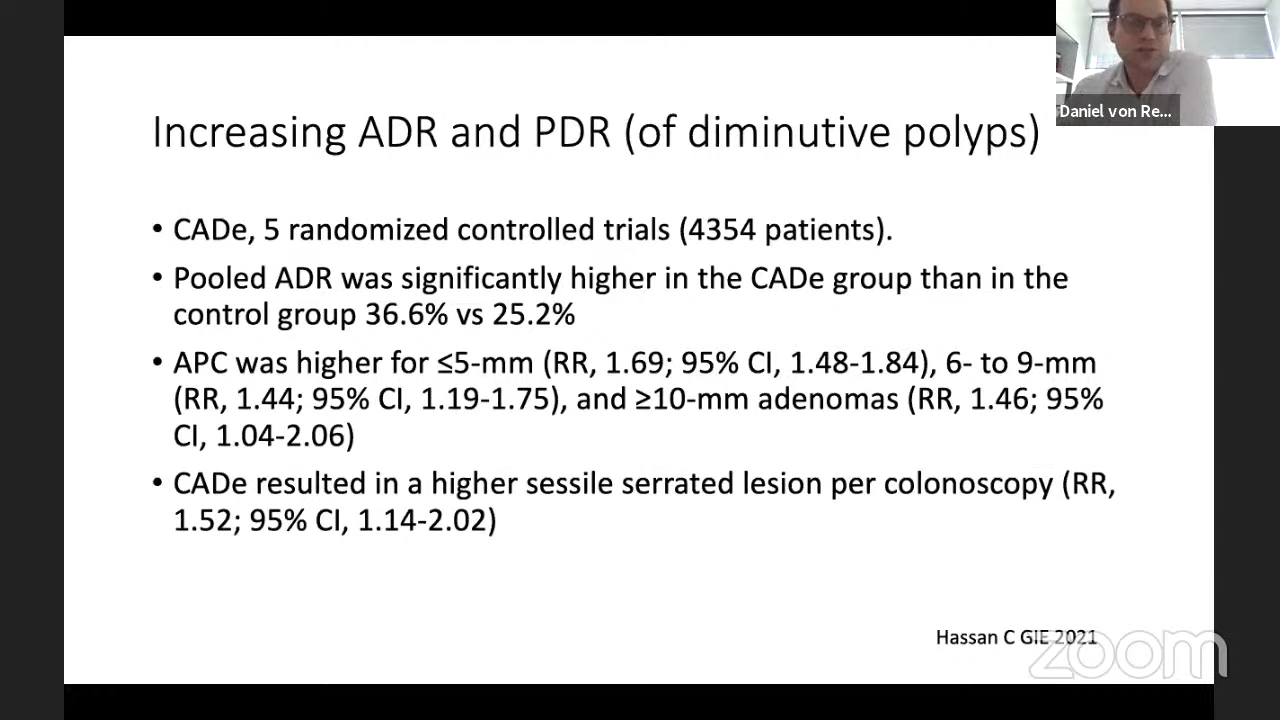 Daniel von Re...
Increasing ADR and PDR (of diminutive polyps)
• CADe, 5 randomized controlled trials (4354 patients).
• Pooled ADR was significantly higher in the CADe group than in the
control group 36.6% vs 25.2%
• APC was higher for ≤5-mm (RR, 1.69; 95% CI, 1.48-1.84), 6- to 9-mm
(RR, 1.44; 95% CI, 1.19-1.75), and ≥10-mm adenomas (RR, 1.46; 95%
CI, 1.04-2.06)
• CADe resulted in a higher sessile serrated lesion per colonoscopy (RR,
1.52; 95% CI, 1.14-2.02)
Hassan C GIE 2021
zoom